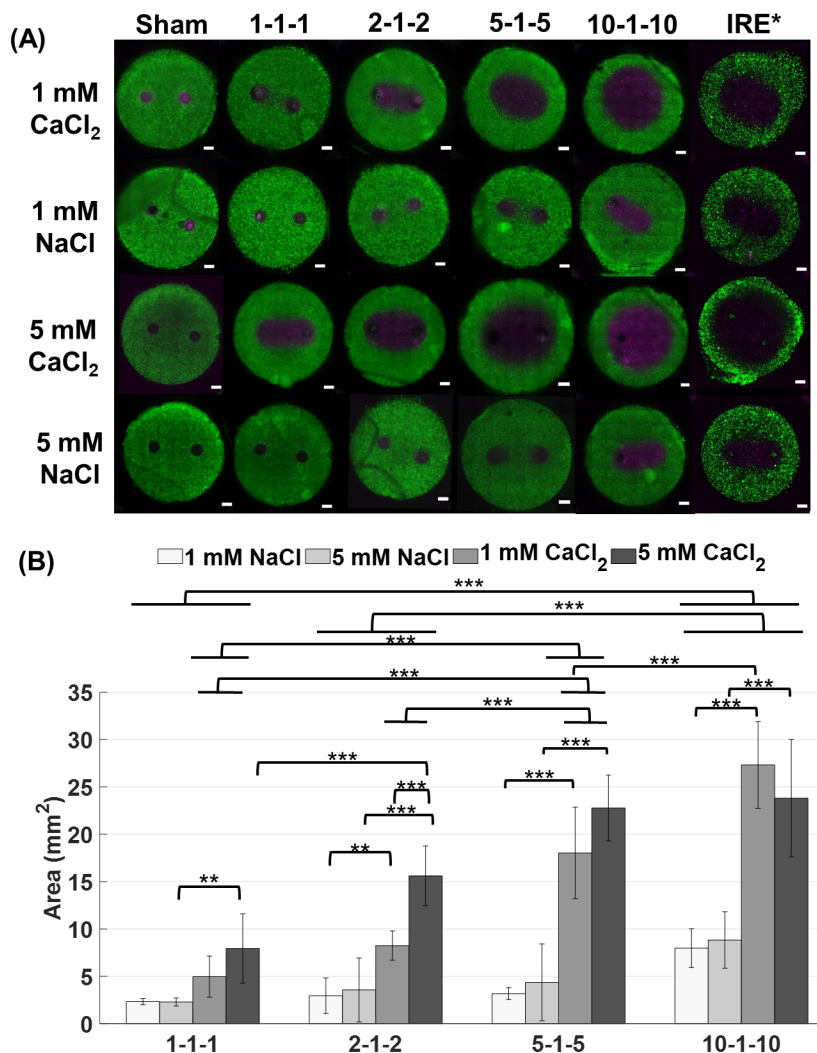 (A) Sham 1-1-1 2-1-2 5-1-5 10-1-10 IRE*
1 mM
CaCl₂
1 mM
NaCl
5 mM
CaCl₂
5 mM
NaCl
(B) 1 mM NaCl 5 mM NaCl 1 mM CaCl₂ 5 mM CaCl₂
***
***
***
***
***
***
***
***
***
***
***
***
***
**
**
35
30
25
20
15
10
5
0
Area (mm²)
1-1-1 2-1-2 5-1-5 10-1-10